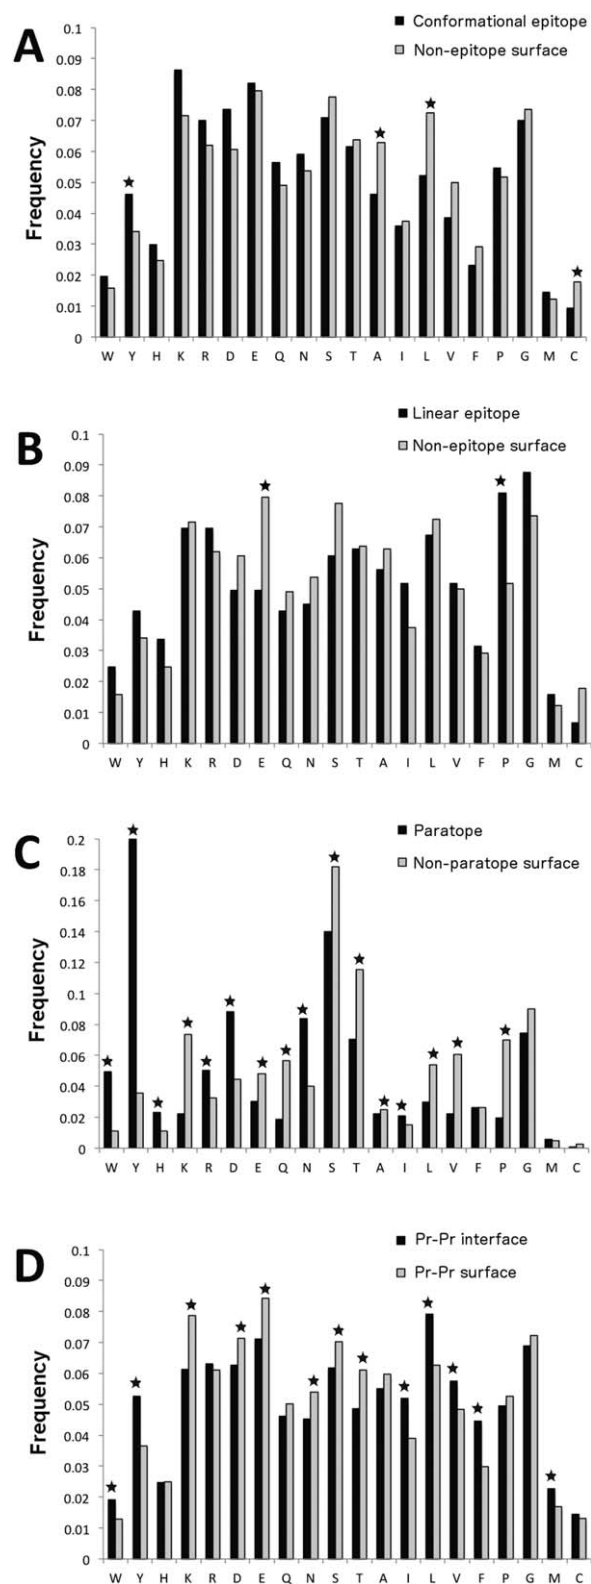 A
■ Conformational epitope
■ Non-epitope surface
Frequency
0.1
0.09
0.08
0.07
0.06
0.05
0.04
0.03
0.02
0.01
0
W Y H K R D E Q N S T A I L V F P G M C
B
■ Linear epitope
■ Non-epitope surface
Frequency
0.1
0.09
0.08
0.07
0.06
0.05
0.04
0.03
0.02
0.01
0
W Y H K R D E Q N S T A I L V F P G M C
C
■ Paratope
■ Non-paratope surface
Frequency
0.2
0.18
0.16
0.14
0.12
0.1
0.08
0.06
0.04
0.02
0
W Y H K R D E Q N S T A I L V F P G M C
D
■ Pr-Pr interface
■ Pr-Pr surface
Frequency
0.1
0.09
0.08
0.07
0.06
0.05
0.04
0.03
0.02
0.01
0
W Y H K R D E Q N S T A I L V F P G M C